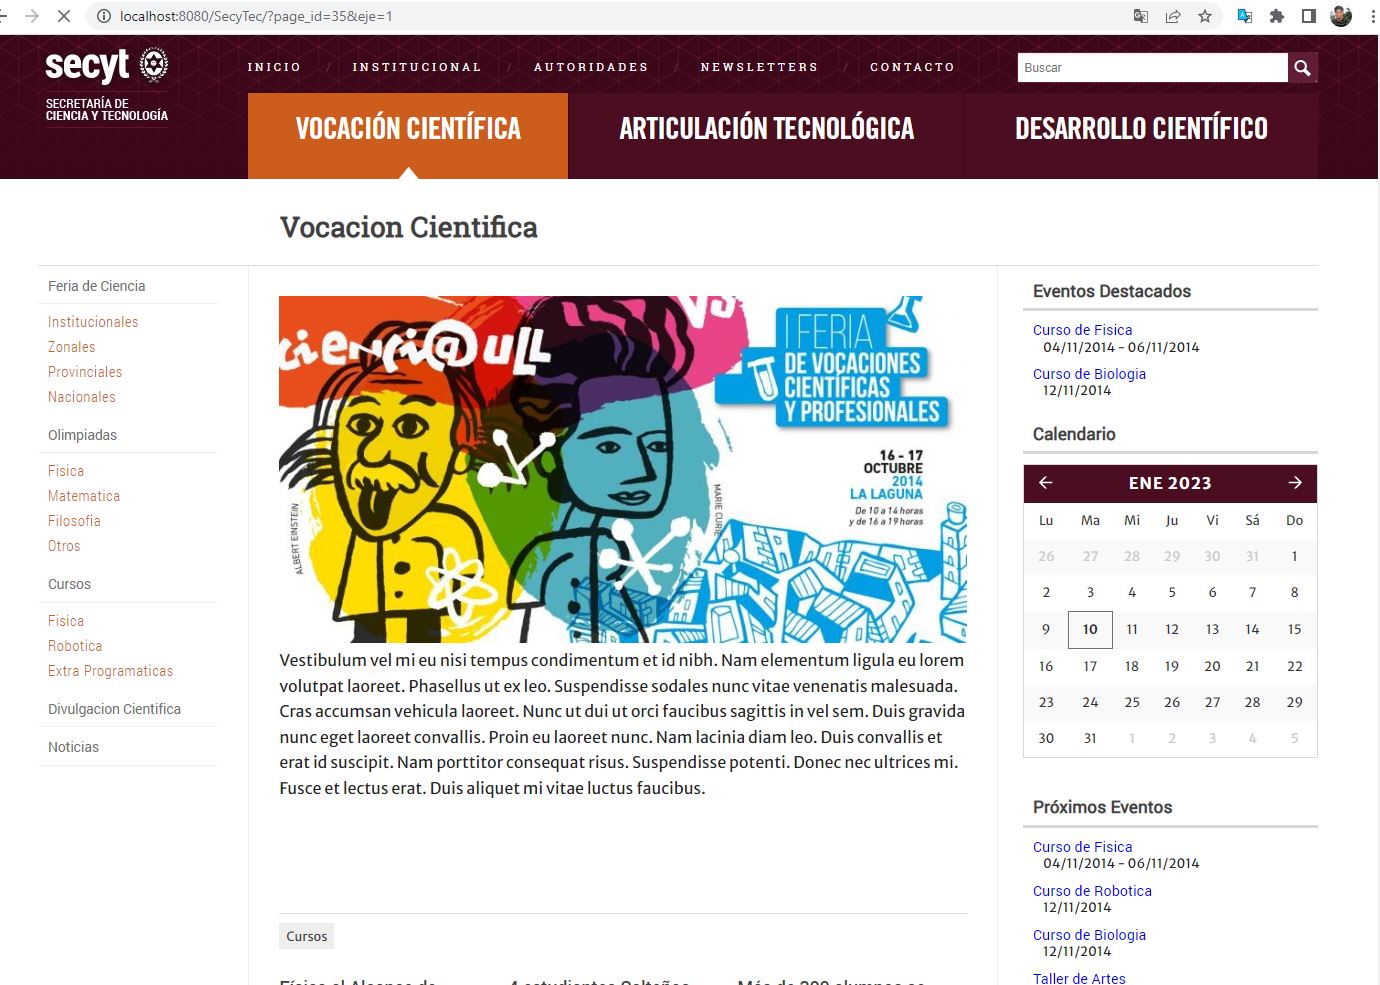 localhost:8080/SecyTec/?page_id=35&eje=1
secyt
SECRETARÍA DE
CIENCIA Y TECNOLOGÍA
INICIO / INSTITUCIONAL / AUTORIDADES / NEWSLETTERS CONTACTO
Buscar
VOCACIÓN CIENTÍFICA
ARTICULACIÓN TECNOLÓGICA
DESARROLLO CIENTÍFICO
Vocacion Cientifica
Feria de Ciencia
Institucionales
Zonales
Provinciales
Nacionales
Olimpiadas
Fisica
Matematica
Filosofia
Otros
Cursos
Fisica
Robotica
Extra Programaticas
Divulgacion Cientifica
Noticias
cienci@ULL
I FERIA
DE VOCACIONES
CIENTÍFICAS
Y PROFESIONALES
16 - 17
OCTUBRE
2014
LA LAGUNA
De 10 a 14 horas
y de 16 a 19 horas
ALBERT EINSTEIN
MARIE CURIE
Vestibulum vel mi eu nisi tempus condimentum et id nibh. Nam elementum ligula eu lorem
volutpat laoreet. Phasellus ut ex leo. Suspendisse sodales nunc vitae venenatis malesuada.
Cras accumsan vehicula laoreet. Nunc ut dui ut orci faucibus sagittis in vel sem. Duis gravida
nunc eget laoreet convallis. Proin eu laoreet nunc. Nam lacinia diam leo. Duis convallis et
erat id suscipit. Nam porttitor consequat risus. Suspendisse potenti. Donec nec ultrices mi.
Fusce et lectus erat. Duis aliquet mi vitae luctus faucibus.
Cursos
Física al Alcance de
4 estudiantes Salteños
Más de 200 alumnos se
Eventos Destacados
Curso de Fisica
04/11/2014 - 06/11/2014
Curso de Biologia
12/11/2014
Calendario
ENE 2023
Lu Ma Mi Ju Vi Sá Do
26 27 28 29 30 31 1
2 3 4 5 6 7 8
9 10 11 12 13 14 15
16 17 18 19 20 21 22
23 24 25 26 27 28 29
30 31 1 2 3 4 5
Próximos Eventos
Curso de Fisica
04/11/2014 - 06/11/2014
Curso de Robotica
12/11/2014
Curso de Biologia
12/11/2014
Taller de Artes